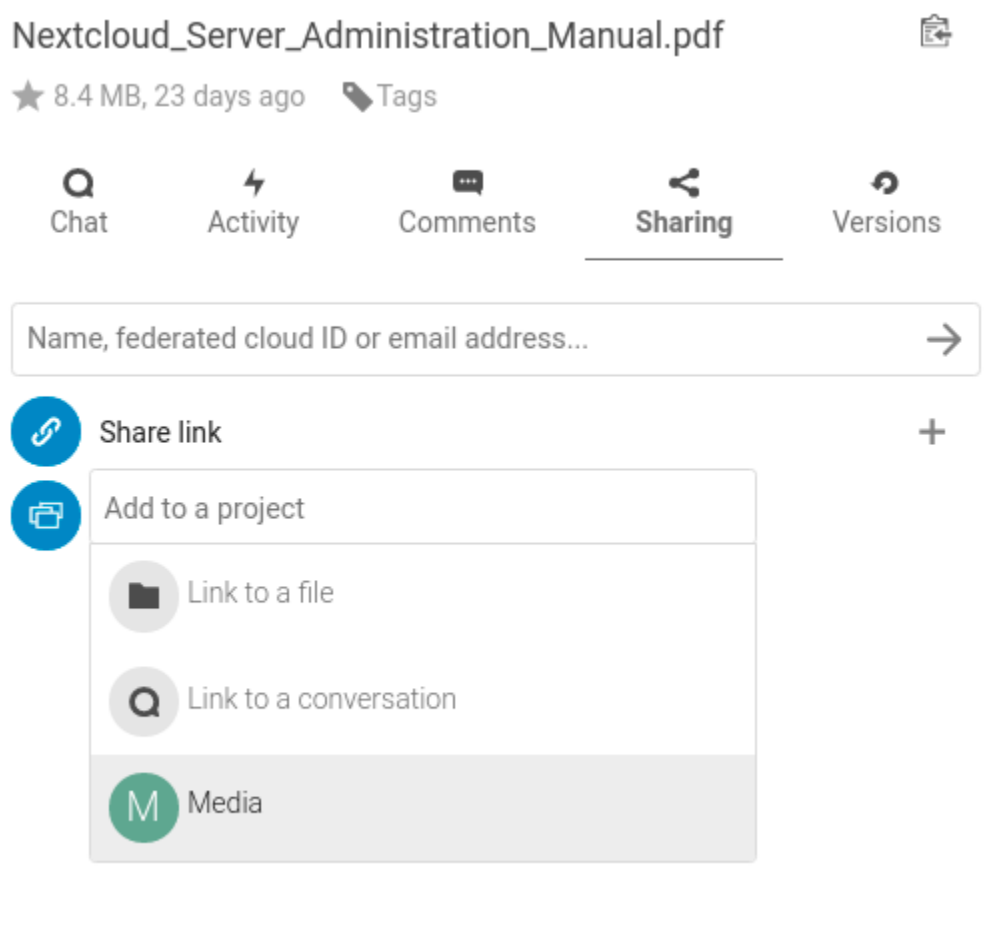 Nextcloud_Server_Administration_Manual.pdf
8.4 MB, 23 days ago Tags
Chat Activity Comments Sharing Versions
Name, federated cloud ID or email address...
Share link
Add to a project
Link to a file
Link to a conversation
M Media